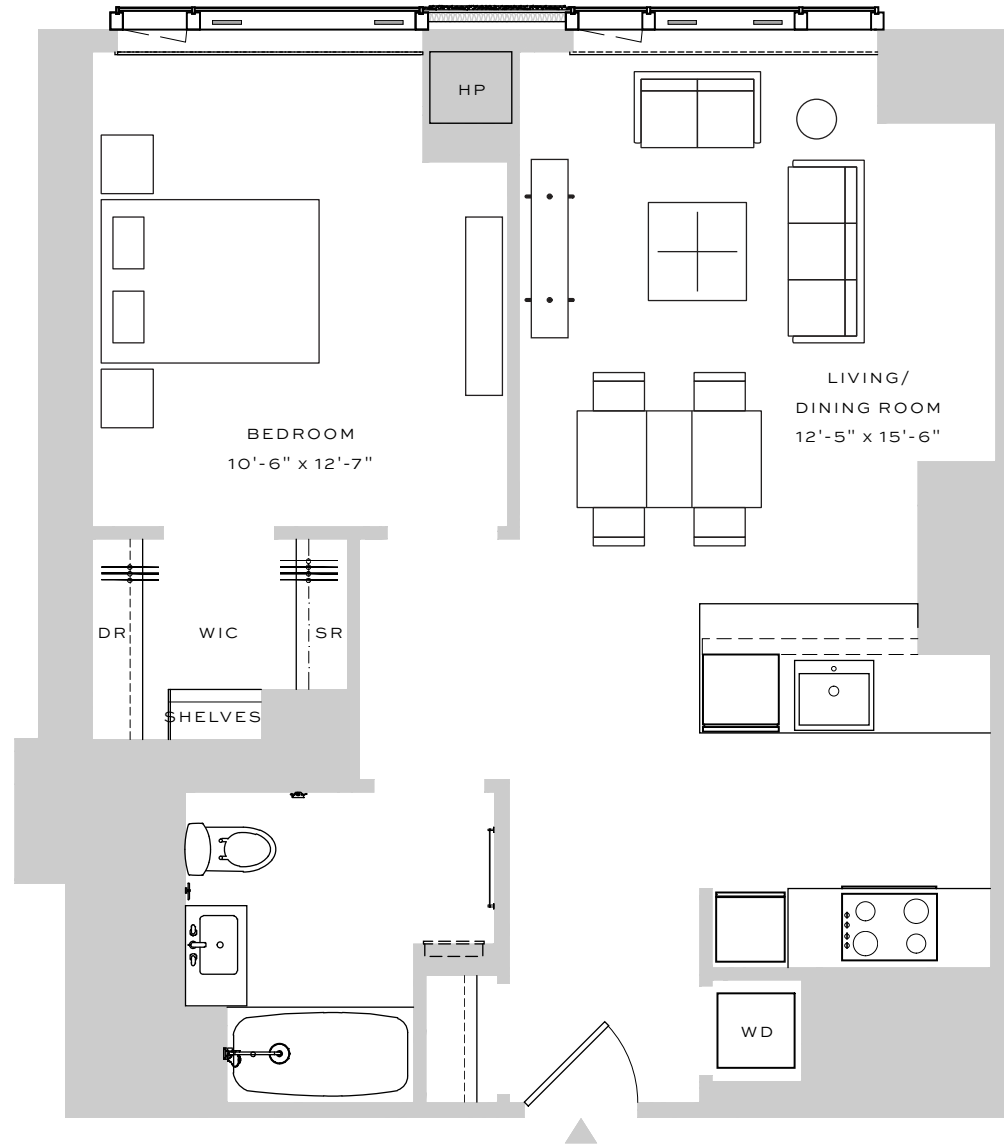 HP
LIVING/
DINING ROOM
12'-5" x 15'-6"
BEDROOM
10'-6" x 12'-7"
DR
WIC
SR
SHELVES
WD